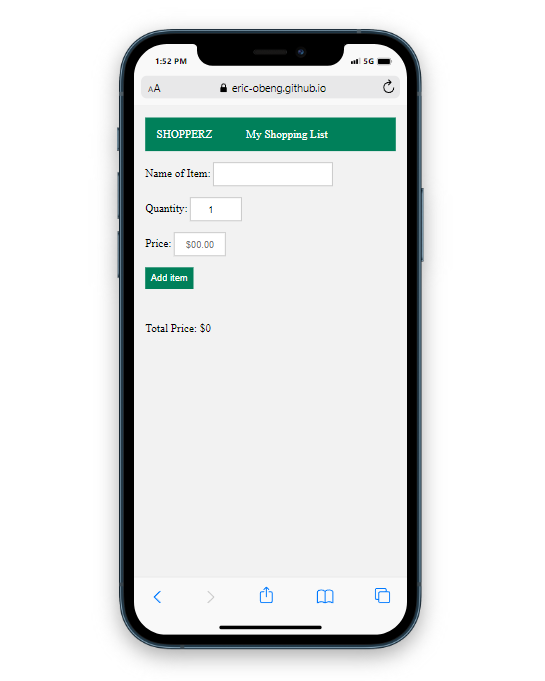 1:52 PM 5G
AA eric-obeng.github.io
SHOPPERZ My Shopping List
Name of Item:
Quantity: 1
Price: $00.00
Add item
Total Price: $0